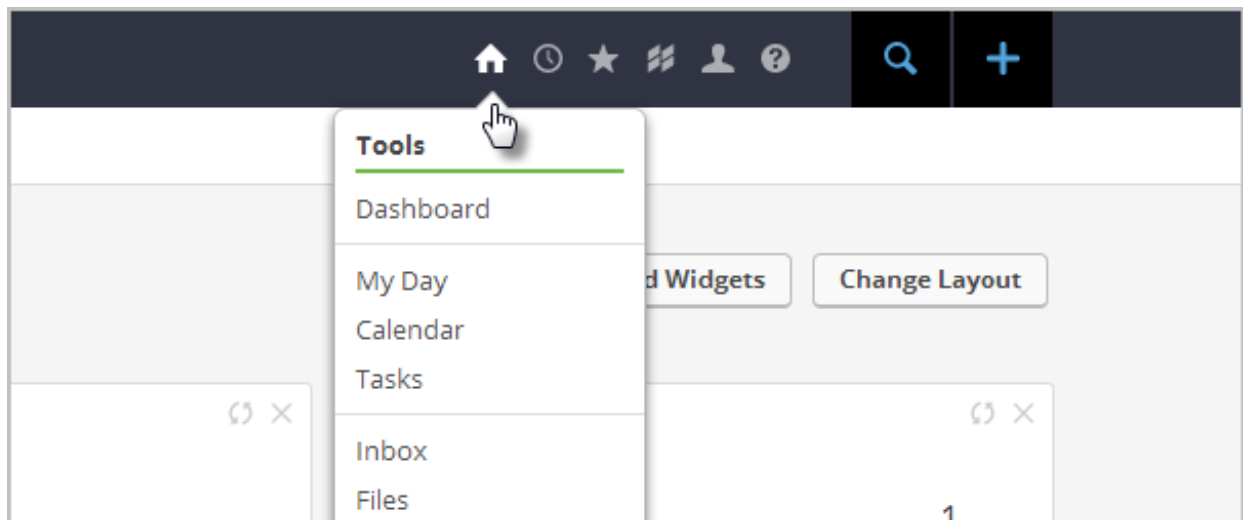 Tools
Dashboard
My Day
d Widgets
Change Layout
Calendar
Tasks
Inbox
Files
1